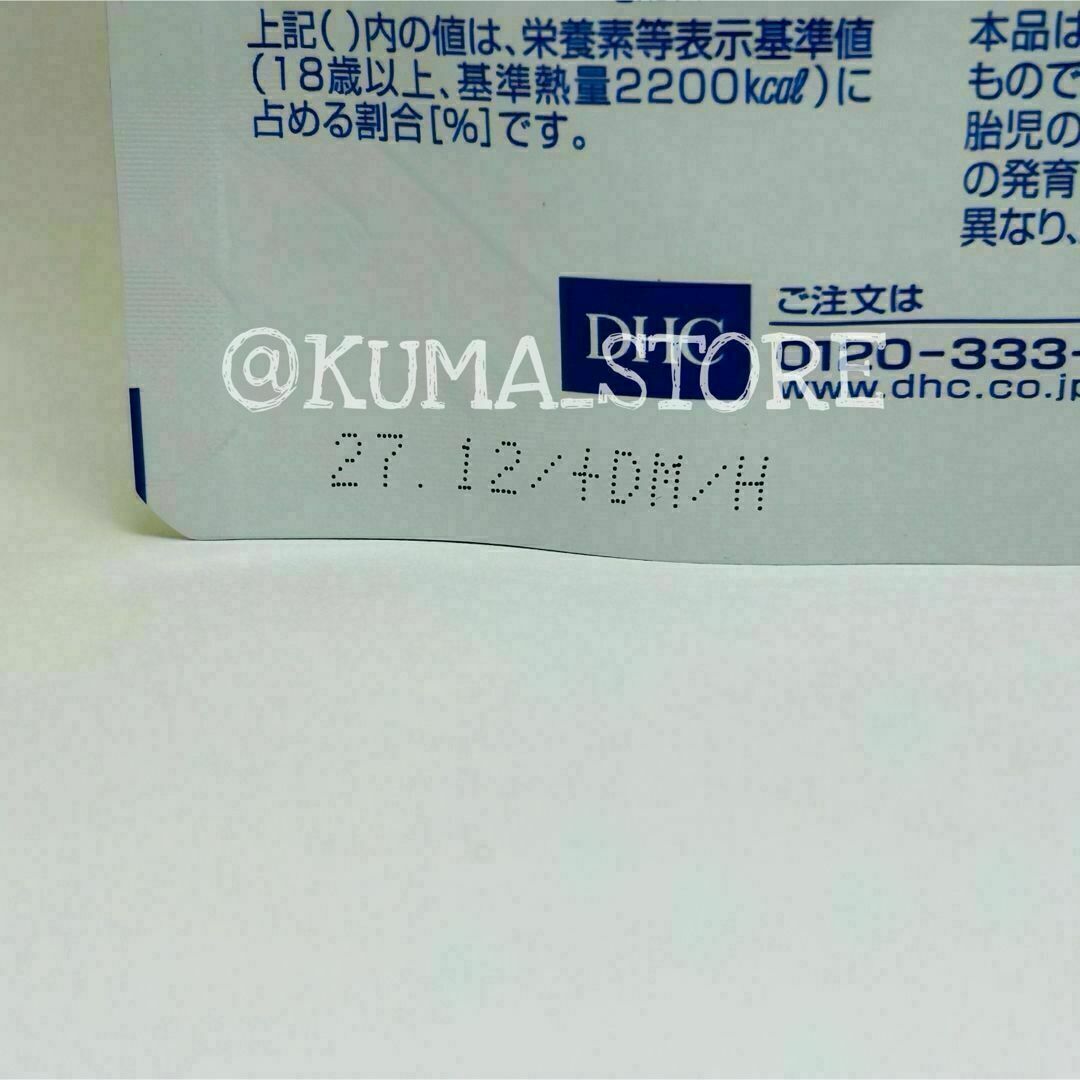 上記( )内の値は、栄養素等表示基準値
(18歳以上、基準熱量2200kcal)に
占める割合[%]です。
本品は
もので
胎児の
の発育
異なり、
DHC
ご注文は
0120-333-
www.dhc.co.jp
@KUMA_STORE
27.12/4DM/H